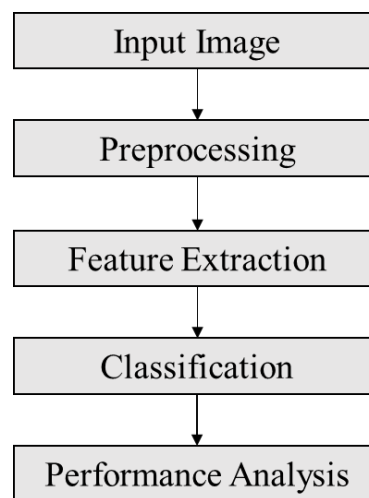 Input Image
Preprocessing
Feature Extraction
Classification
Performance Analysis